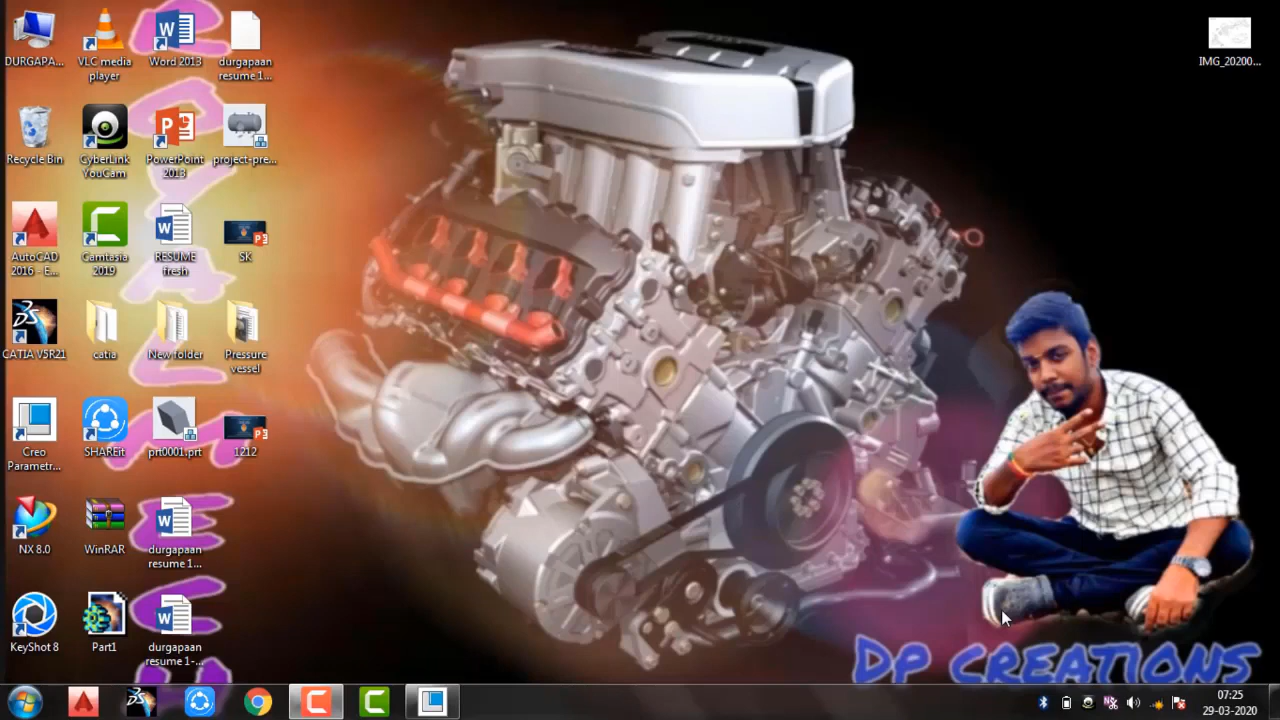 DURGAPA...
VLC media
player
Word 2013
durgapaan
resume 1...
IMG_20200...
Recycle Bin
CyberLink
YouCam
PowerPoint
2013
project-pre...
AutoCAD
2016 - E...
Camtasia
2019
RESUME
fresh
SK
CATIA V5R21
catia
New folder
Pressure
vessel
Creo
Parametr...
SHAREit
prt0001.prt
1212
NX 8.0
WinRAR
durgapaan
resume 1...
KeyShot 8
Part1
durgapaan
resume 1-...
DP CREATIONS
07:25
29-03-2020